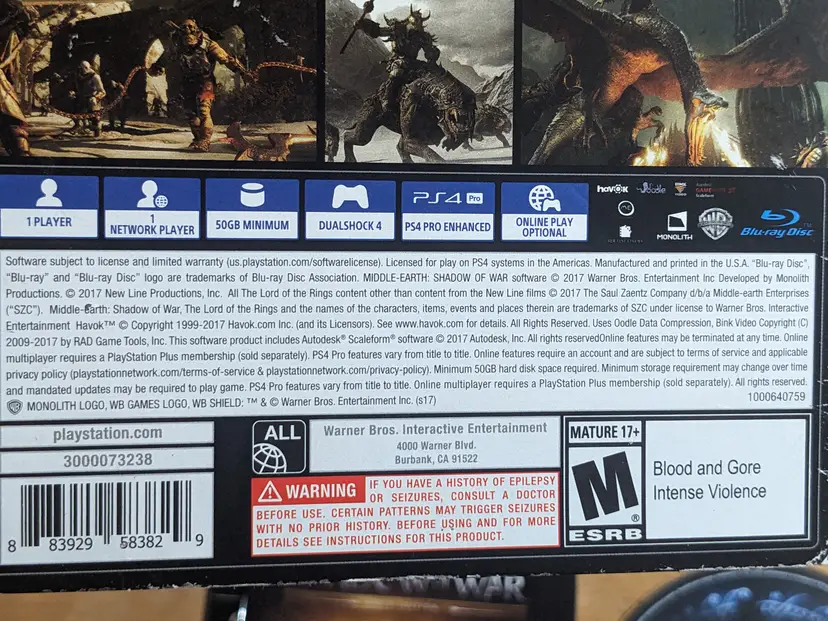 1 PLAYER
1
NETWORK PLAYER
50GB MINIMUM
DUALSHOCK 4
PS4 Pro
PS4 PRO ENHANCED
ONLINE PLAY
OPTIONAL
havok
MONOLITH
Blu-ray Disc
Software subject to license and limited warranty (us.playstation.com/softwarelicense). Licensed for play on PS4 systems in the Americas. Manufactured and printed in the U.S.A. “Blu-ray Disc”,
“Blu-ray” and “Blu-ray Disc” logo are trademarks of Blu-ray Disc Association. MIDDLE-EARTH: SHADOW OF WAR software © 2017 Warner Bros. Entertainment Inc Developed by Monolith
Productions. © 2017 New Line Productions, Inc. All The Lord of the Rings content other than content from the New Line films © 2017 The Saul Zaentz Company d/b/a Middle-earth Enterprises
(“SZC”). Middle-earth: Shadow of War, The Lord of the Rings and the names of the characters, items, events and places therein are trademarks of SZC under license to Warner Bros. Interactive
Entertainment Havok™ © Copyright 1999-2017 Havok.com Inc. (and its Licensors). See www.havok.com for details. All Rights Reserved. Uses Oodle Data Compression, Bink Video Copyright (C)
2009-2017 by RAD Game Tools, Inc. This software product includes Autodesk® Scaleform® software © 2017 Autodesk, Inc. All rights reservedOnline features may be terminated at any time. Online
multiplayer requires a PlayStation Plus membership (sold separately). PS4 Pro features vary from title to title. Online features require an account and are subject to terms of service and applicable
privacy policy (playstationnetwork.com/terms-of-service & playstationnetwork.com/privacy-policy). Minimum 50GB hard disk space required. Minimum storage requirement may change over time
and mandated updates may be required to play game. PS4 Pro features vary from title to title. Online multiplayer requires a PlayStation Plus membership (sold separately). All rights reserved.
MONOLITH LOGO, WB GAMES LOGO, WB SHIELD: ™ & © Warner Bros. Entertainment Inc. (s17) 1000640759
playstation.com
3000073238
8 83929 58382 9
ALL
Warner Bros. Interactive Entertainment
4000 Warner Blvd.
Burbank, CA 91522
WARNING IF YOU HAVE A HISTORY OF EPILEPSY
OR SEIZURES, CONSULT A DOCTOR
BEFORE USE. CERTAIN PATTERNS MAY TRIGGER SEIZURES
WITH NO PRIOR HISTORY. BEFORE USING AND FOR MORE
DETAILS SEE INSTRUCTIONS FOR THIS PRODUCT.
MATURE 17+
M
®
ESRB
Blood and Gore
Intense Violence
WAR